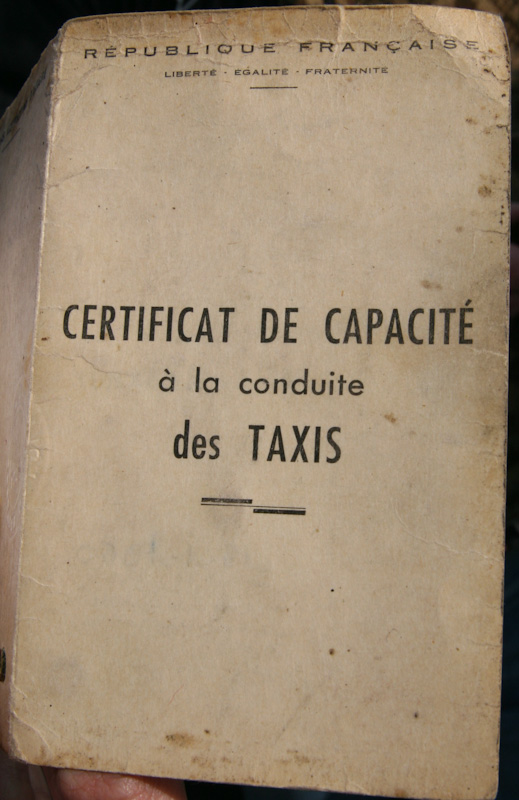 RÉPUBLIQUE FRANÇAISE
LIBERTÉ - ÉGALITÉ - FRATERNITÉ
CERTIFICAT DE CAPACITÉ
à la conduite
des TAXIS